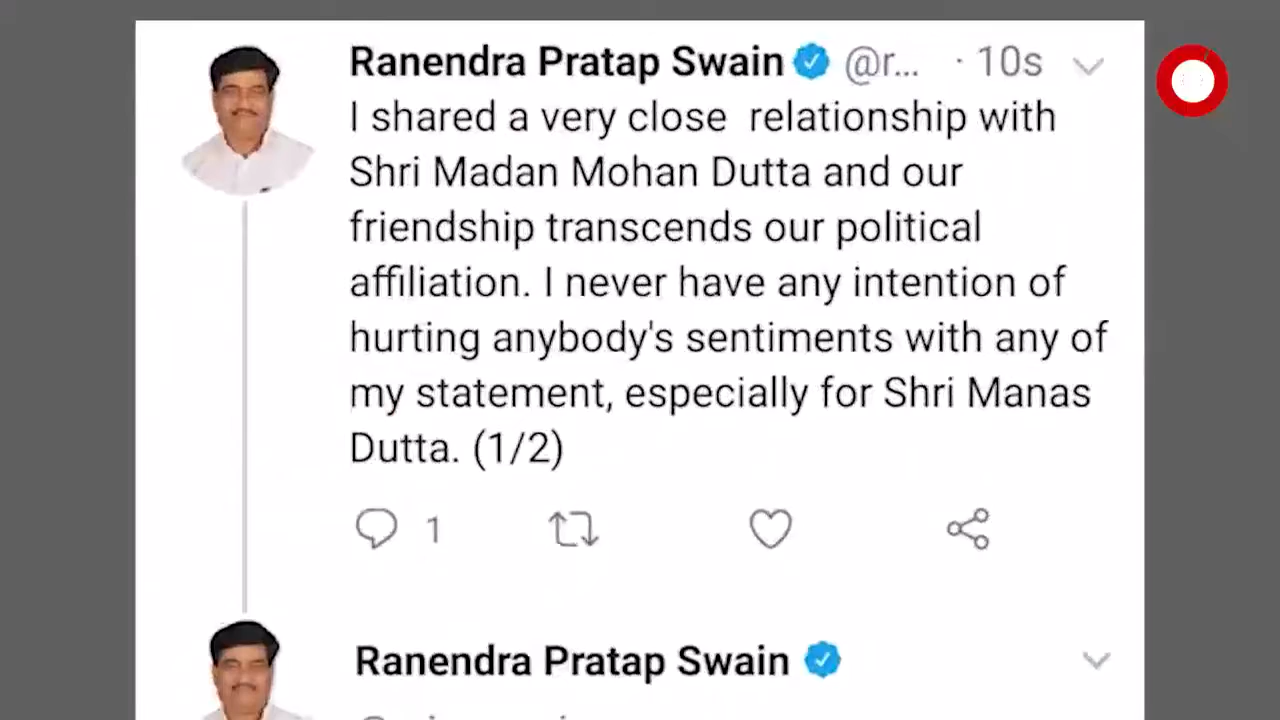 Ranendra Pratap Swain @r... · 10s
I shared a very close relationship with
Shri Madan Mohan Dutta and our
friendship transcends our political
affiliation. I never have any intention of
hurting anybody's sentiments with any of
my statement, especially for Shri Manas
Dutta. (1/2)
1
Ranendra Pratap Swain